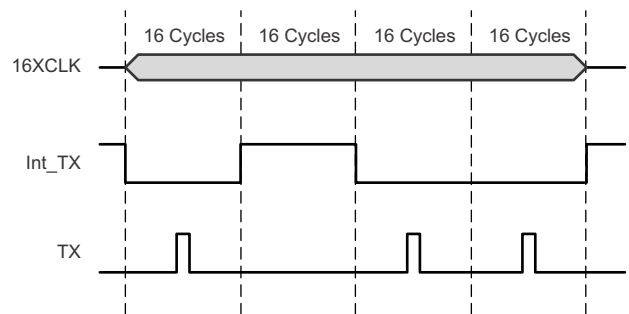 16 Cycles 16 Cycles 16 Cycles 16 Cycles
16XCLK
Int_TX
TX